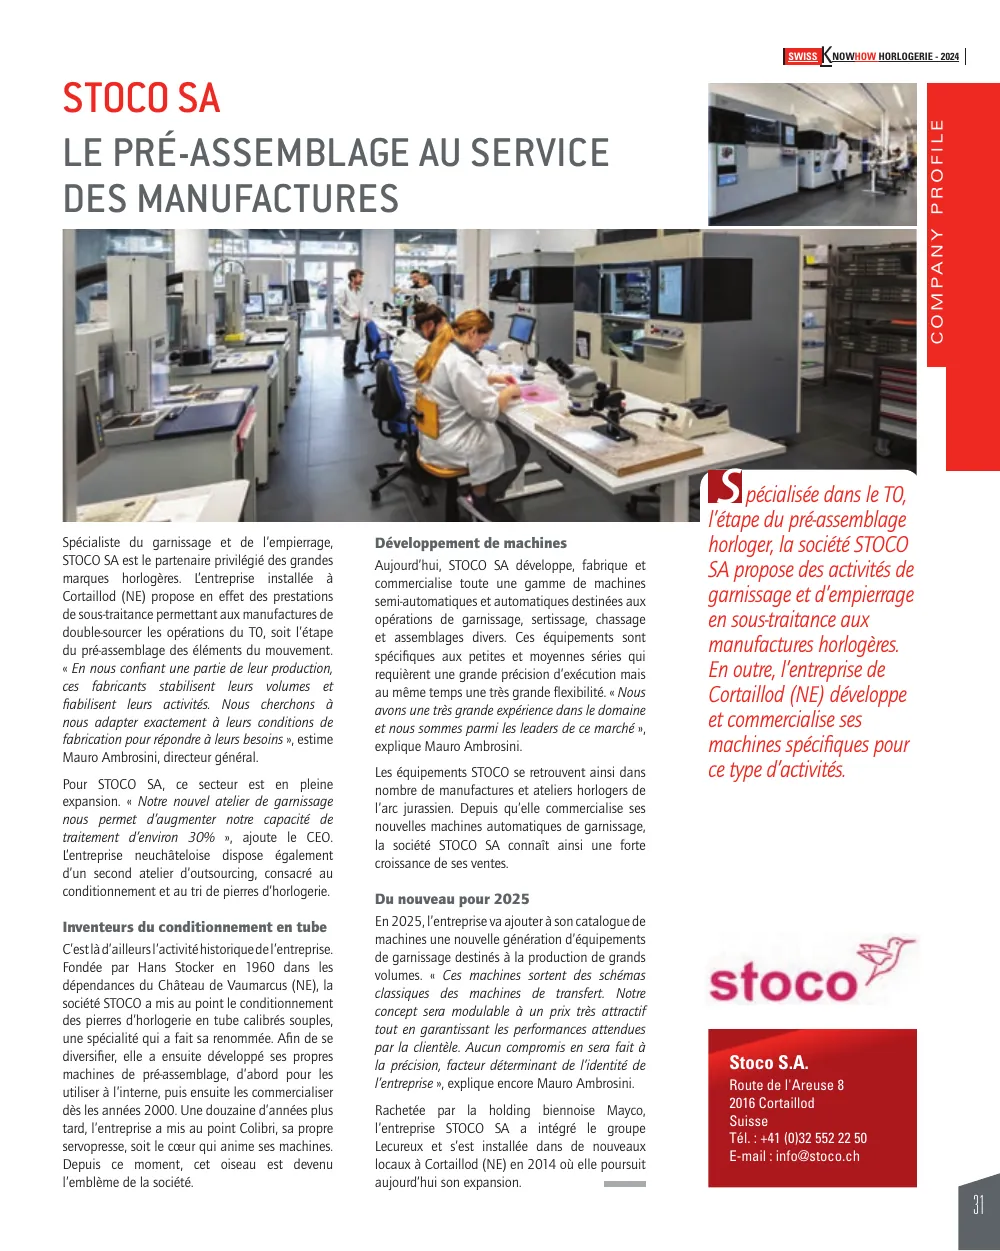 SWISS KNOWHOW HORLOGERIE - 2024
STOCO SA
LE PRÉ-ASSEMBLAGE AU SERVICE
DES MANUFACTURES
COMPANY PROFILE
Spécialiste du garnissage et de l'empierrage,
STOCO SA est le partenaire privilégié des grandes
marques horlogères. L'entreprise installée à
Cortaillod (NE) propose en effet des prestations
de sous-traitance permettant aux manufactures de
double-sourcer les opérations du T0, soit l'étape
du pré-assemblage des éléments du mouvement.
« En nous confiant une partie de leur production,
ces fabricants stabilisent leurs volumes et
fiabilisent leurs activités. Nous cherchons à
nous adapter exactement à leurs conditions de
fabrication pour répondre à leurs besoins », estime
Mauro Ambrosini, directeur général.
Pour STOCO SA, ce secteur est en pleine
expansion. « Notre nouvel atelier de garnissage
nous permet d'augmenter notre capacité de
traitement d'environ 30% », ajoute le CEO.
L'entreprise neuchâteloise dispose également
d'un second atelier d'outsourcing, consacré au
conditionnement et au tri de pierres d'horlogerie.
Inventeurs du conditionnement en tube
C'est là d'ailleurs l'activité historique de l'entreprise.
Fondée par Hans Stocker en 1960 dans les
dépendances du Château de Vaumarcus (NE), la
société STOCO a mis au point le conditionnement
des pierres d'horlogerie en tube calibrés souples,
une spécialité qui a fait sa renommée. Afin de se
diversifier, elle a ensuite développé ses propres
machines de pré-assemblage, d'abord pour les
utiliser à l'interne, puis ensuite les commercialiser
dès les années 2000. Une douzaine d'années plus
tard, l'entreprise a mis au point Colibri, sa propre
servopresse, soit le cœur qui anime ses machines.
Depuis ce moment, cet oiseau est devenu
l'emblème de la société.
Développement de machines
Aujourd'hui, STOCO SA développe, fabrique et
commercialise toute une gamme de machines
semi-automatiques et automatiques destinées aux
opérations de garnissage, sertissage, chassage
et assemblages divers. Ces équipements sont
spécifiques aux petites et moyennes séries qui
requièrent une grande précision d'exécution mais
au même temps une très grande flexibilité. « Nous
avons une très grande expérience dans le domaine
et nous sommes parmi les leaders de ce marché »,
explique Mauro Ambrosini.
Les équipements STOCO se retrouvent ainsi dans
nombre de manufactures et ateliers horlogers de
l'arc jurassien. Depuis qu'elle commercialise ses
nouvelles machines automatiques de garnissage,
la société STOCO SA connaît ainsi une forte
croissance de ses ventes.
Du nouveau pour 2025
En 2025, l'entreprise va ajouter à son catalogue de
machines une nouvelle génération d'équipements
de garnissage destinés à la production de grands
volumes. « Ces machines sortent des schémas
classiques des machines de transfert. Notre
concept sera modulable à un prix très attractif
tout en garantissant les performances attendues
par la clientèle. Aucun compromis en sera fait à
la précision, facteur déterminant de l'identité de
l'entreprise », explique encore Mauro Ambrosini.
Rachetée par la holding biennoise Mayco,
l'entreprise STOCO SA a intégré le groupe
Lecureux et s'est installée dans de nouveaux
locaux à Cortaillod (NE) en 2014 où elle poursuit
aujourd'hui son expansion.
Spécialisée dans le T0,
l'étape du pré-assemblage
horloger, la société STOCO
SA propose des activités de
garnissage et d'empierrage
en sous-traitance aux
manufactures horlogères.
En outre, l'entreprise de
Cortaillod (NE) développe
et commercialise ses
machines spécifiques pour
ce type d'activités.
stoco
Stoco S.A.
Route de l'Areuse 8
2016 Cortaillod
Suisse
Tél. : +41 (0)32 552 22 50
E-mail : info@stoco.ch
31